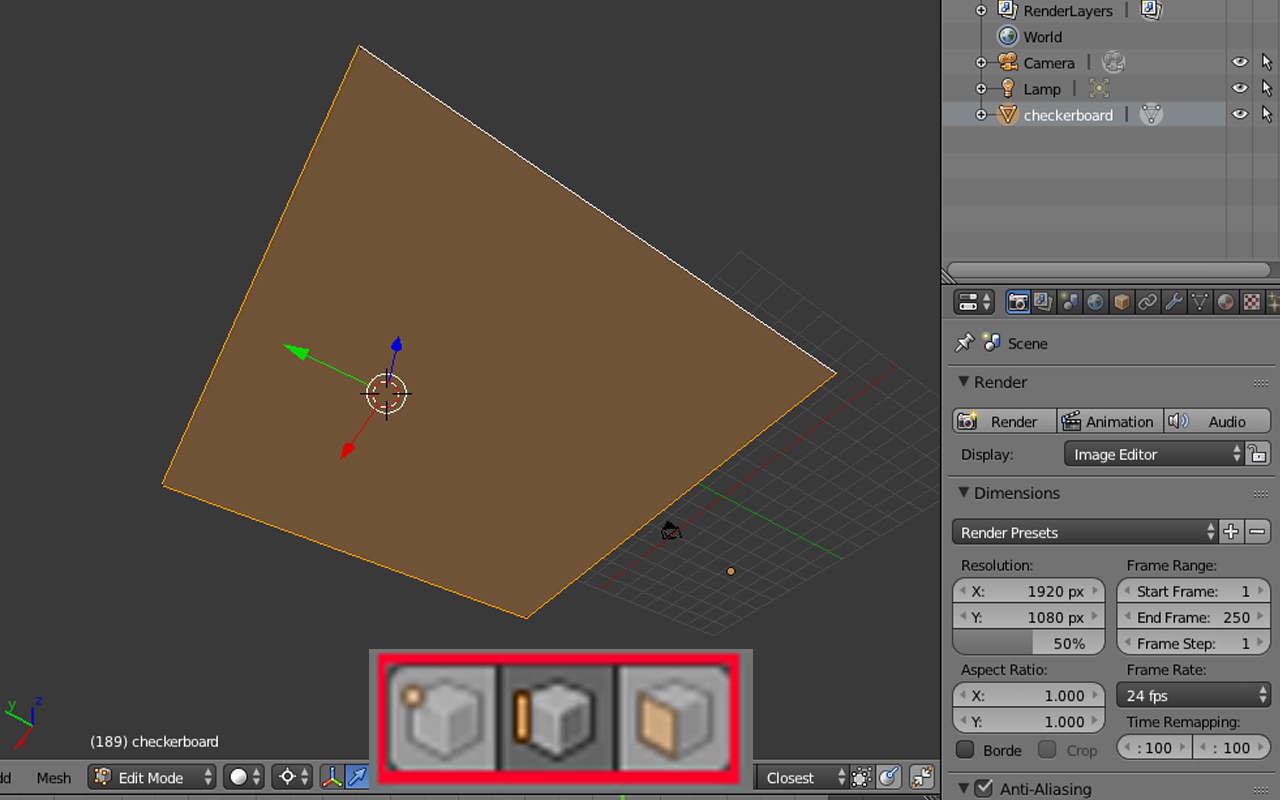 RenderLayers
World
Camera
Lamp
checkerboard
Scene
Render
Render Animation Audio
Display: Image Editor
Dimensions
Render Presets
Resolution: Frame Range:
X: 1920 px Start Frame: 1
Y: 1080 px End Frame: 250
50% Frame Step: 1
Aspect Ratio: Frame Rate:
X: 1.000 24 fps
Y: 1.000 Time Remapping:
Borde Crop : 100 : 100
Anti-Aliasing
y z
x
(189) checkerboard
dd Mesh Edit Mode Closest